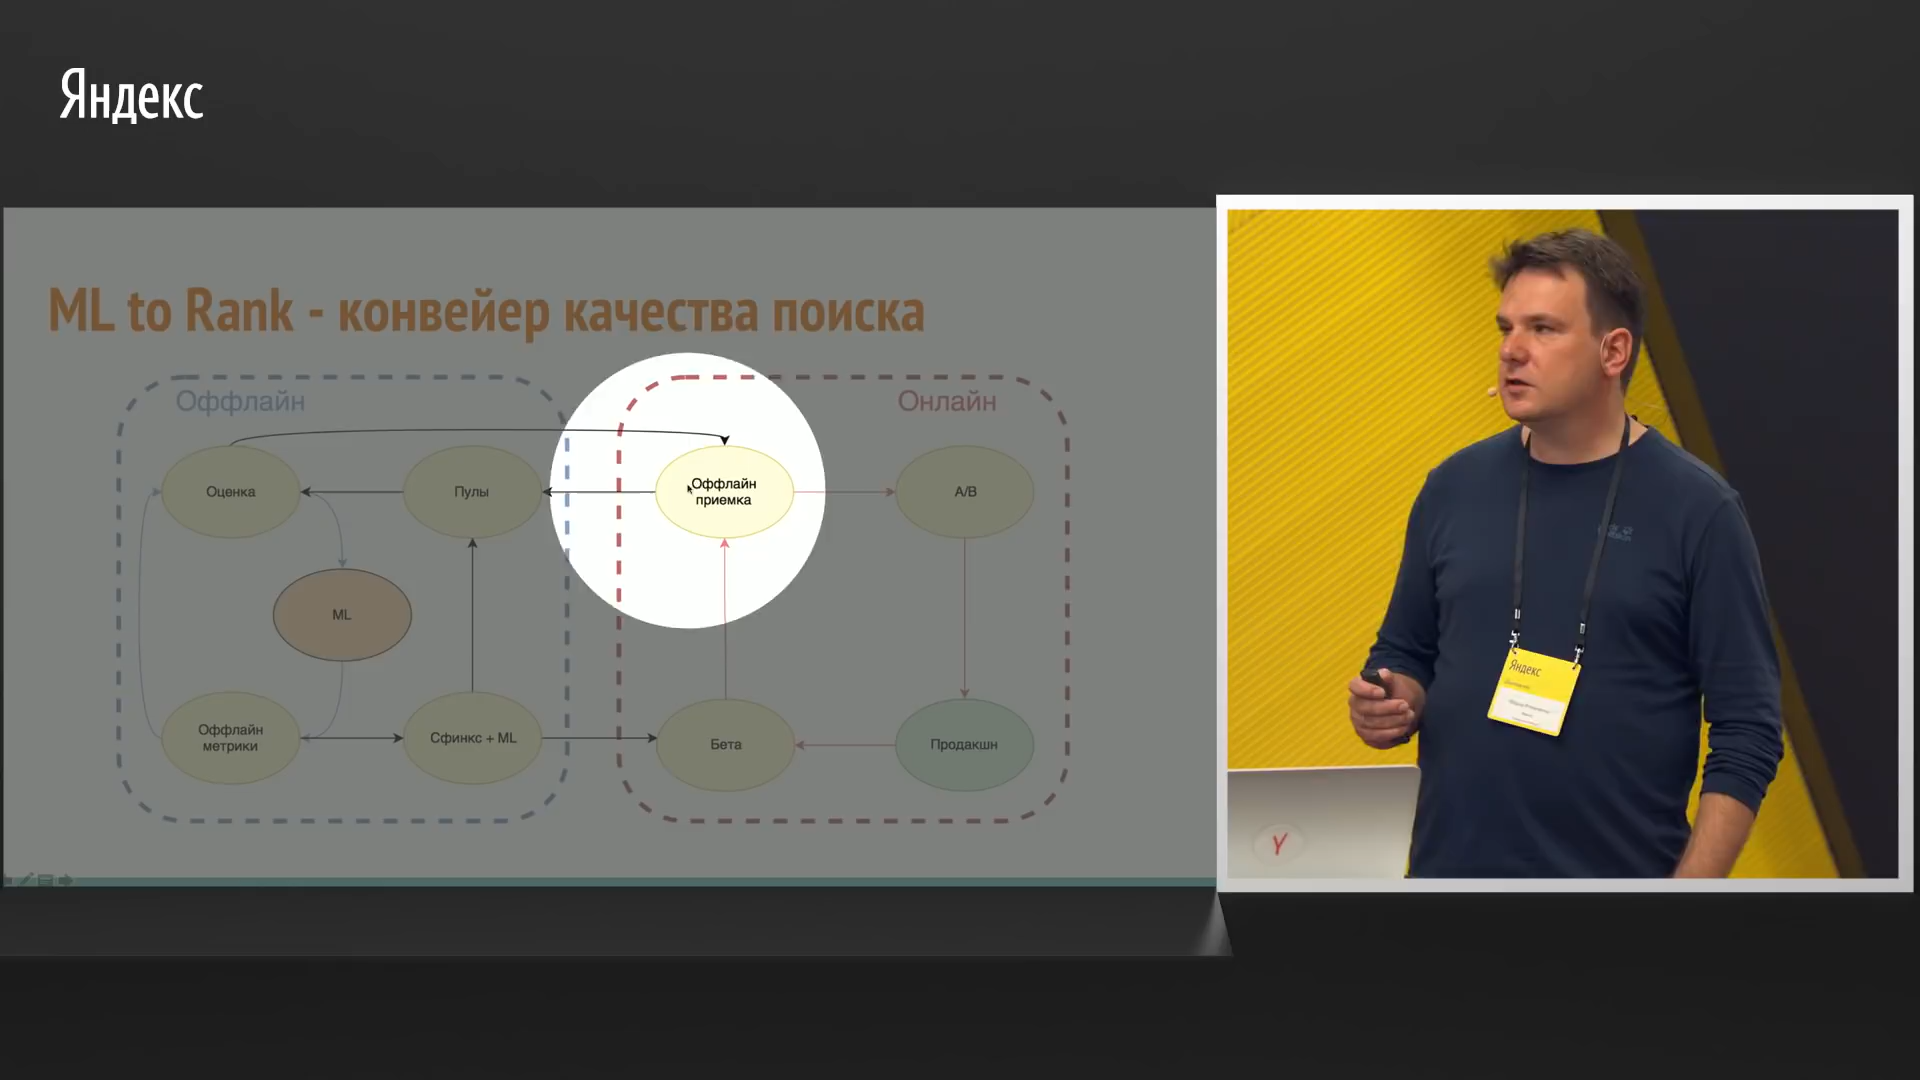 Яндекс
ML to Rank - конвейер качества поиска
Оффлайн
Онлайн
Оценка
Пулы
Оффлайн
приемка
A/B
ML
Оффлайн
метрики
Сфинкс + ML
Бета
Продакшн
Яндекс
Y